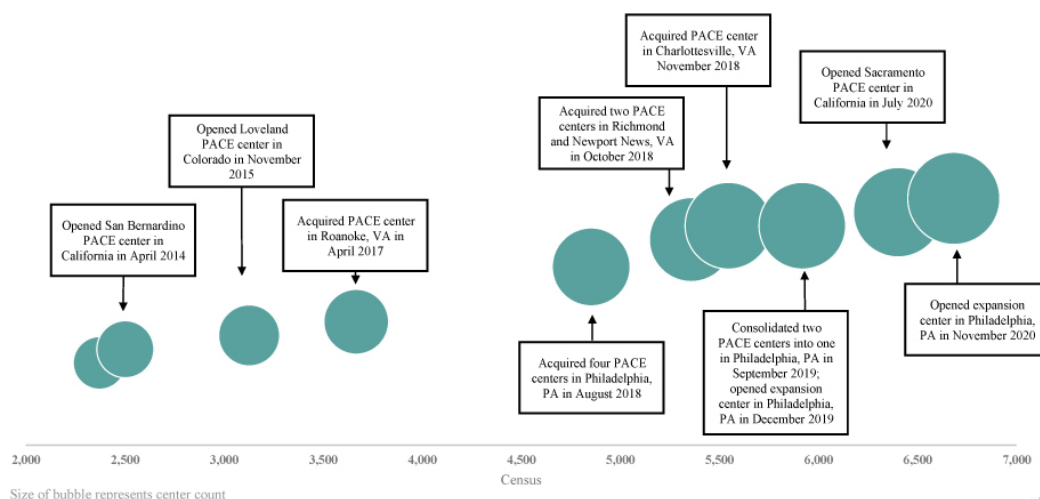 Opened San Bernardino
PACE center in
California in April 2014
Opened Loveland
PACE center in
Colorado in November
2015
Acquired PACE center
in Roanoke, VA in
April 2017
Acquired four PACE
centers in Philadelphia,
PA in August 2018
Acquired two PACE
centers in Richmond
and Newport News, VA
in October 2018
Acquired PACE center
in Charlottesville, VA
November 2018
Consolidated two
PACE centers into one
in Philadelphia, PA in
September 2019;
opened expansion
center in Philadelphia,
PA in December 2019
Opened Sacramento
PACE center in
California in July 2020
Opened expansion
center in Philadelphia,
PA in November 2020
2,000 2,500 3,000 3,500 4,000 4,500 5,000 5,500 6,000 6,500 7,000
Census
Size of bubble represents center count